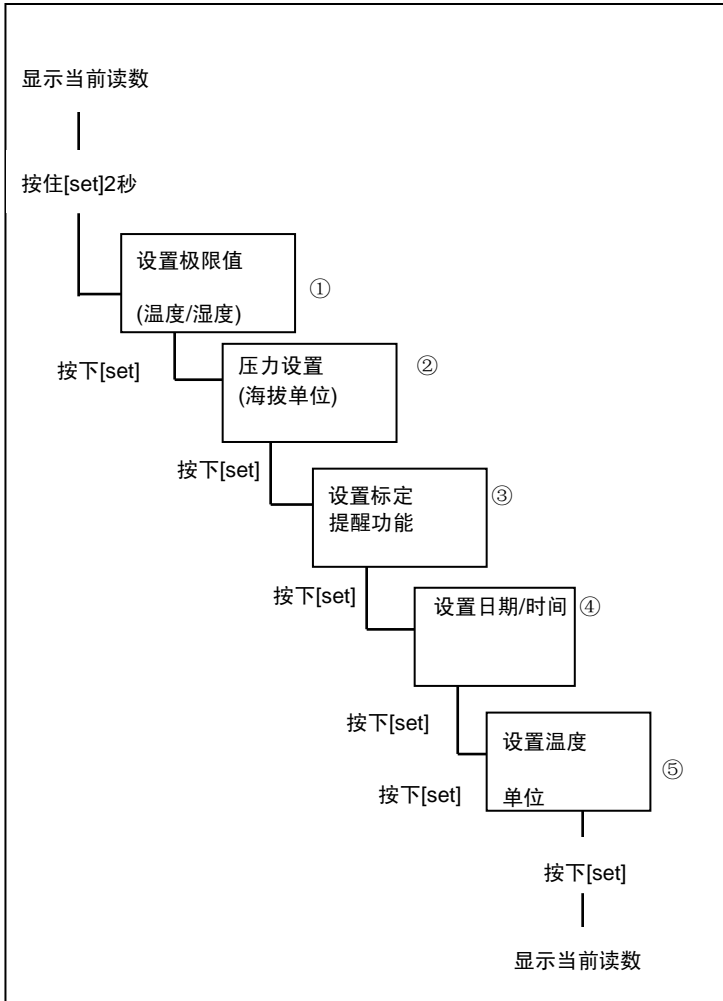 显示当前读数
按住[set]2秒
设置极限值
(温度/湿度)
①
按下[set]
压力设置
(海拔单位)
②
按下[set]
设置标定
提醒功能
③
按下[set]
设置日期/时间
④
按下[set]
设置温度
单位
⑤
按下[set]
按下[set]
显示当前读数